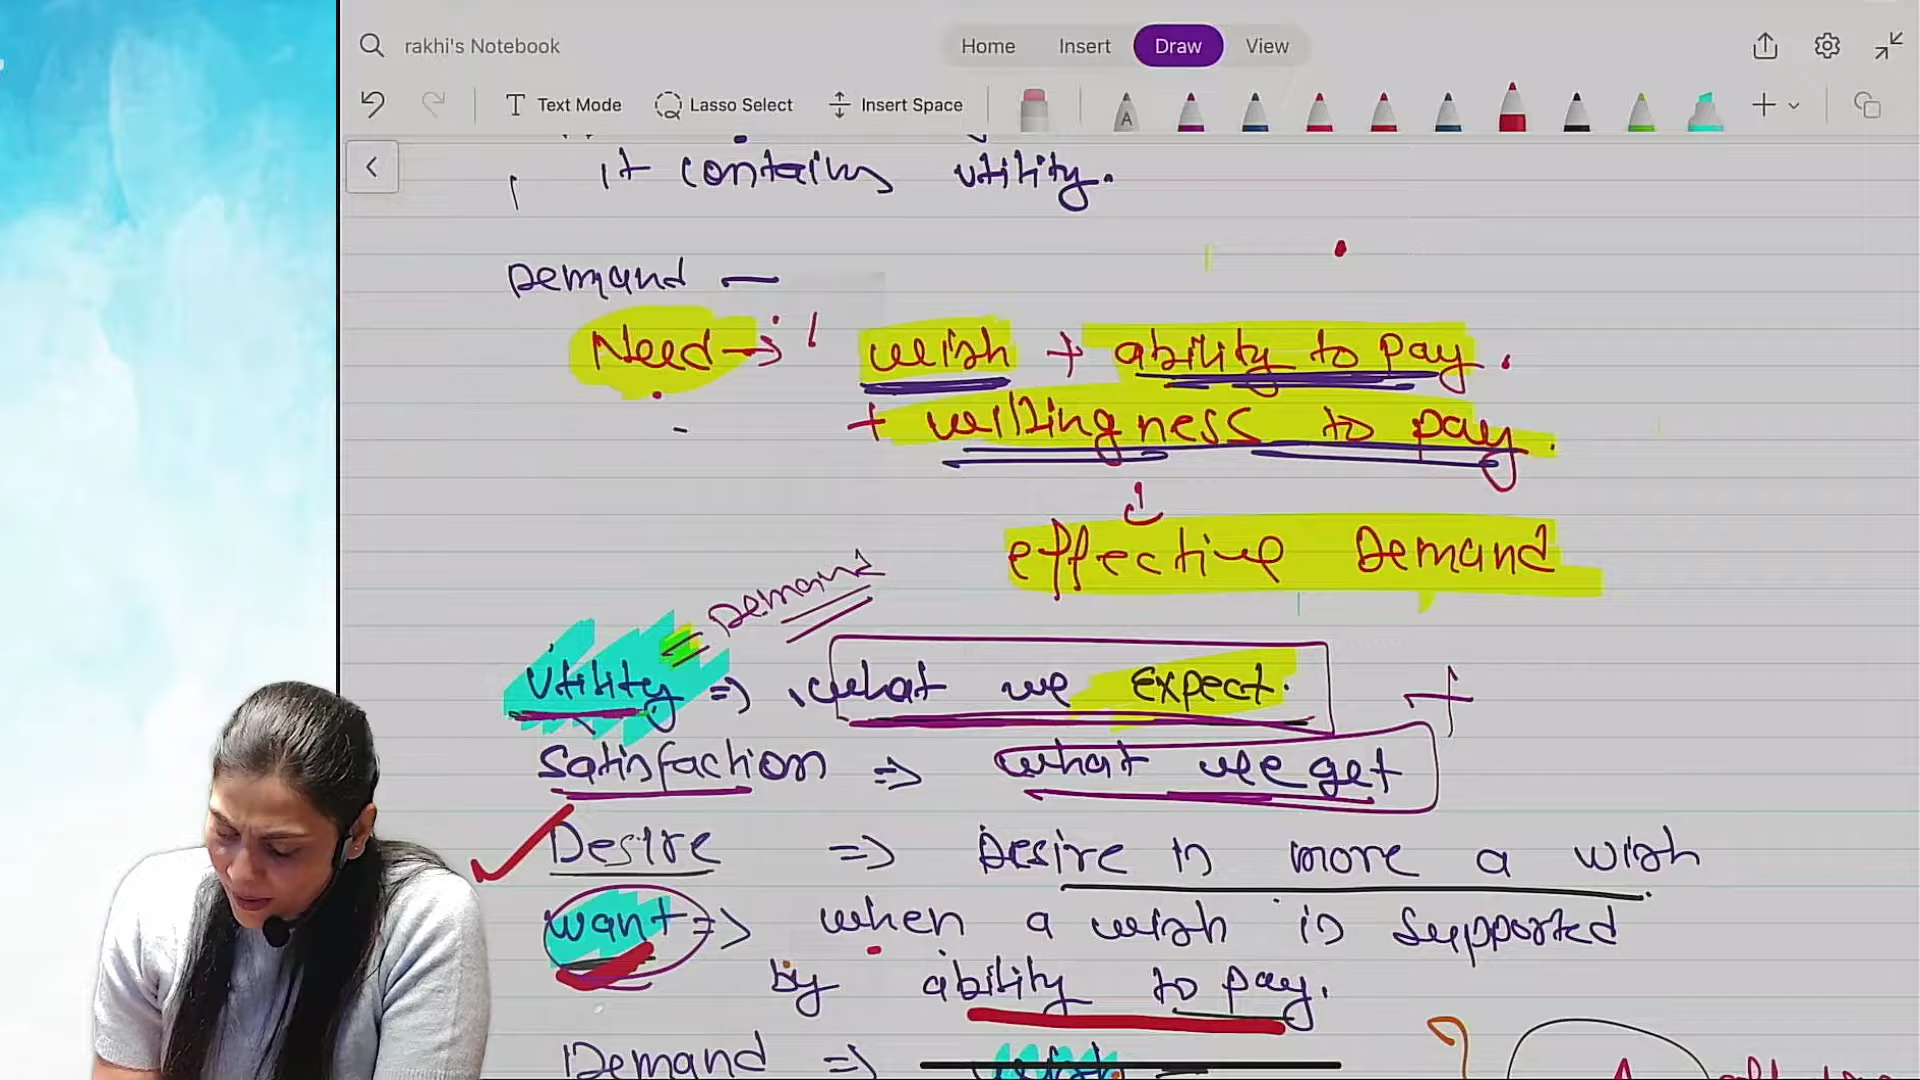 rakhi's Notebook
Home Insert Draw View
Text Mode Lasso Select Insert Space
it contains utility.
Demand —
Need → wish + ability to pay.
+ willingness to pay.
effective Demand
= Demand
Utility => what we Expect. +
Satisfaction => what we get
Desire => Desire is more a wish
want => when a wish is supported
by ability to pay.
Demand => wish